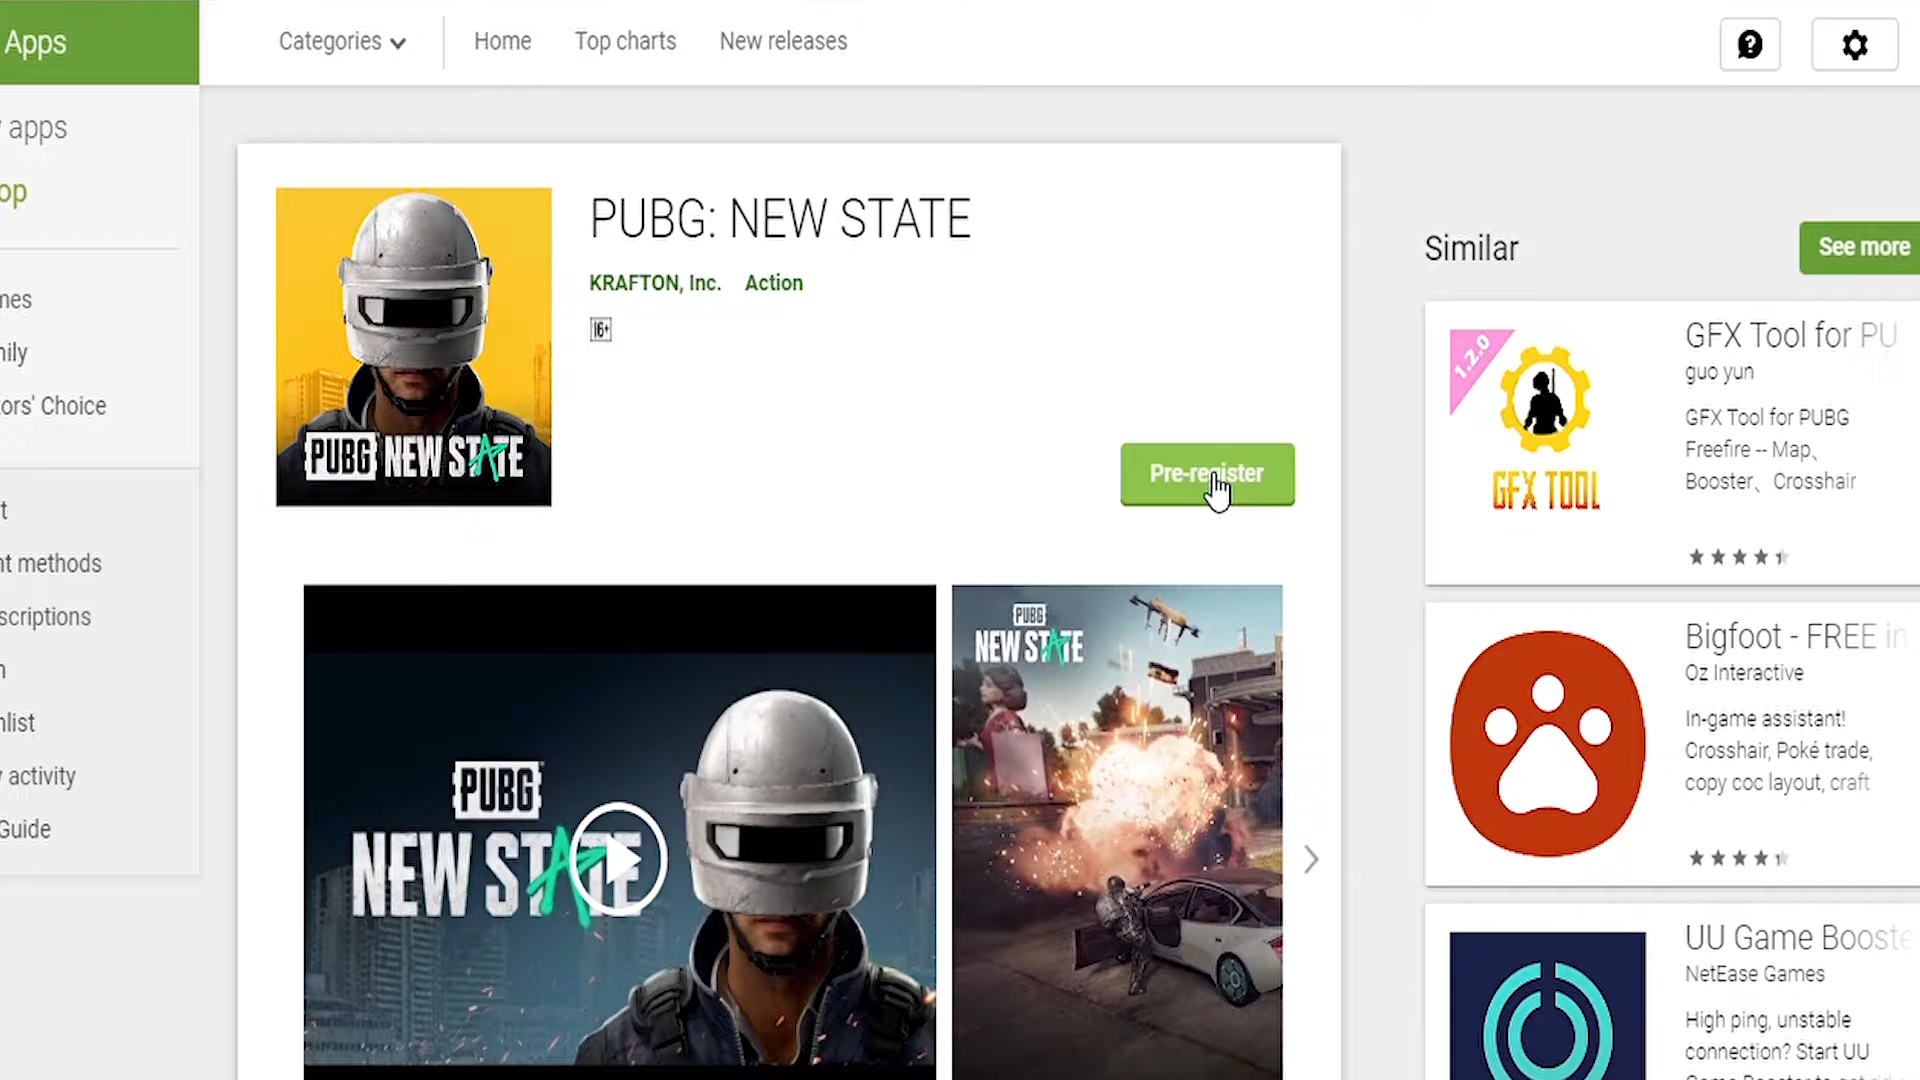 Apps
Categories
Home
Top charts
New releases
apps
op
mes
mily
tors' Choice
t
nt methods
scriptions
n
hlist
y activity
Guide
PUBG: NEW STATE
KRAFTON, Inc.
Action
16+
PUBG NEW STATE
Pre-register
PUBG
NEW STATE
PUBG
NEW STATE
Similar
See more
1.2.0
GFX TOOL
GFX Tool for PU
guo yun
GFX Tool for PUBG
Freefire -- Map、
Booster、Crosshair
Bigfoot - FREE in
Oz Interactive
In-game assistant!
Crosshair, Poké trade,
copy coc layout, craft
UU Game Booste
NetEase Games
High ping, unstable
connection? Start UU